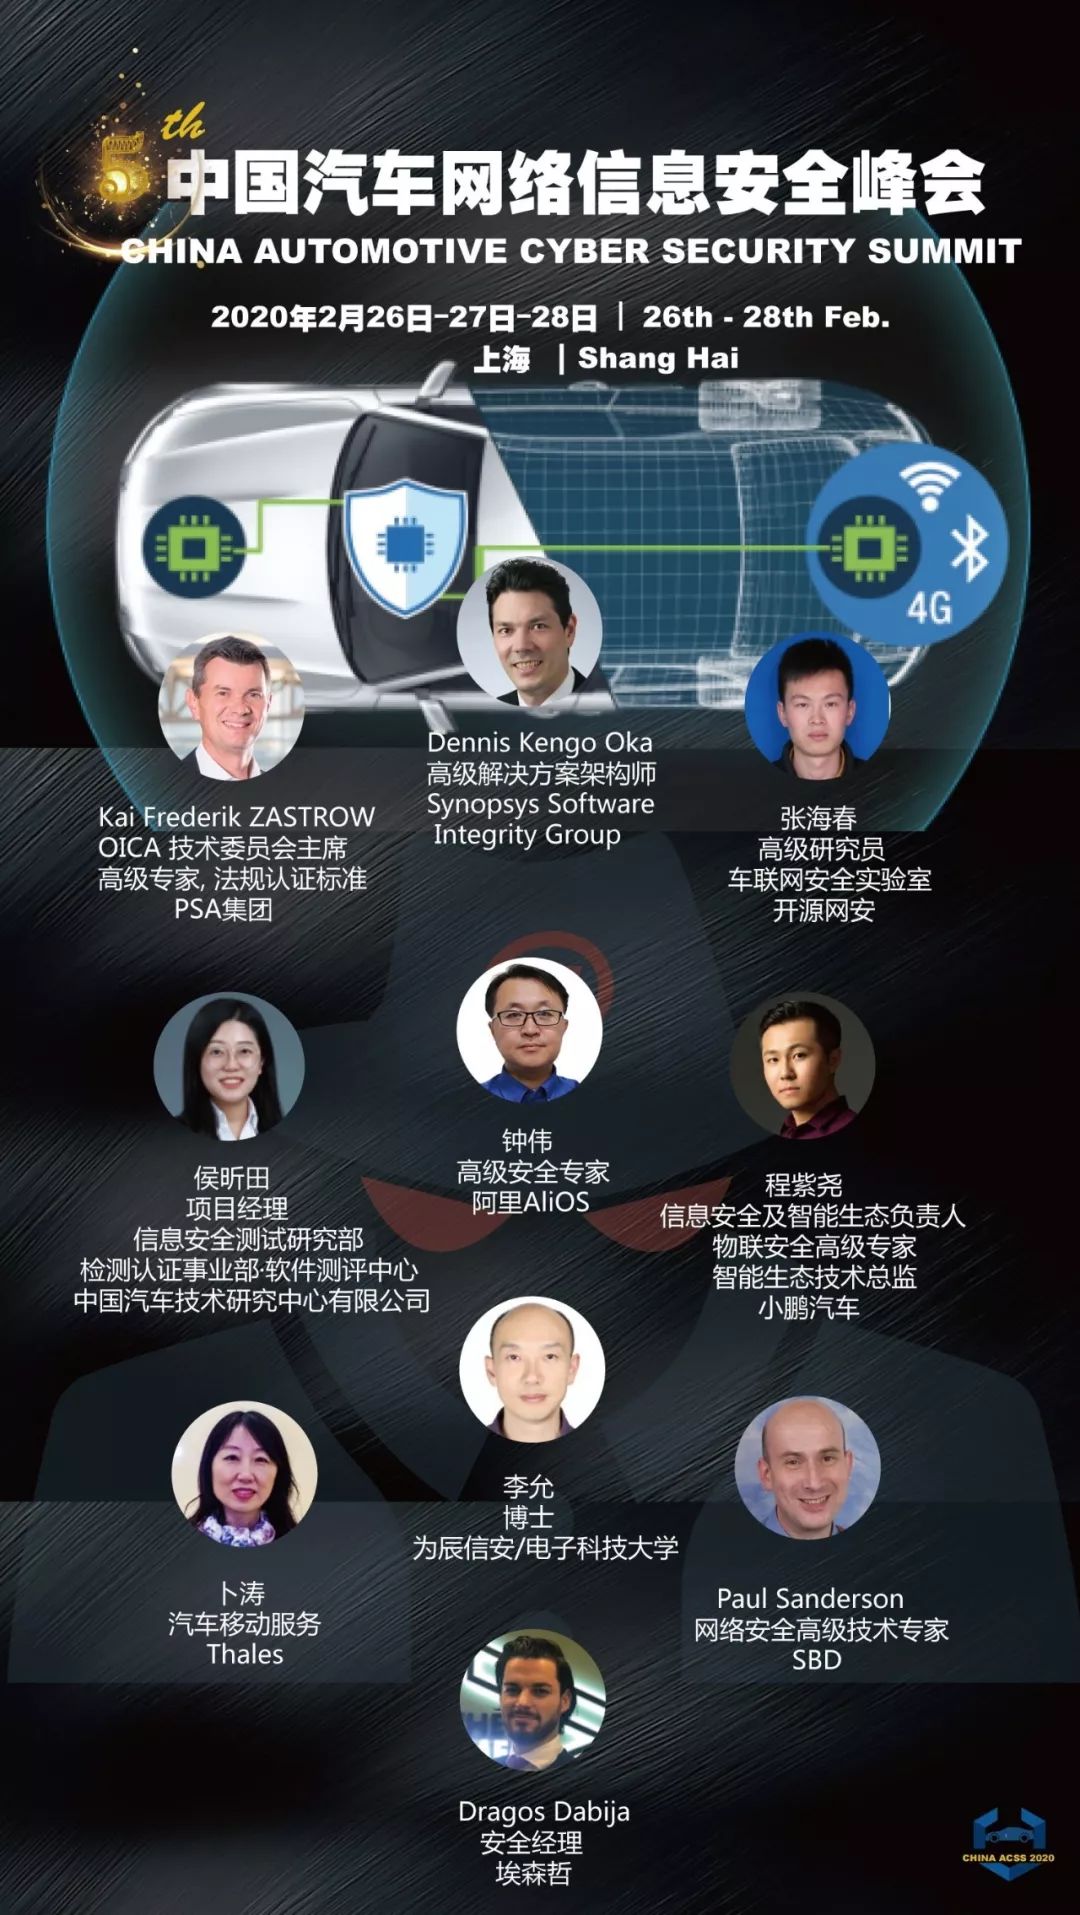 5th
中国汽车网络信息安全峰会
CHINA AUTOMOTIVE CYBER SECURITY SUMMIT
2020年2月26日-27日-28日 | 26th - 28th Feb.
上海 | Shang Hai
4G
Dennis Kengo Oka
高级解决方案架构师
Synopsys Software
Integrity Group
Kai Frederik ZASTROW
OICA 技术委员会主席
高级专家, 法规认证标准
PSA集团
张海春
高级研究员
车联网安全实验室
开源网安
侯昕田
项目经理
信息安全测试研究部
检测认证事业部·软件测评中心
中国汽车技术研究中心有限公司
钟伟
高级安全专家
阿里AliOS
程紫尧
信息安全及智能生态负责人
物联安全高级专家
智能生态技术总监
小鹏汽车
李允
博士
为辰信安/电子科技大学
卜涛
汽车移动服务
Thales
Paul Sanderson
网络安全高级技术专家
SBD
Dragos Dabija
安全经理
埃森哲
CHINA ACSS 2020